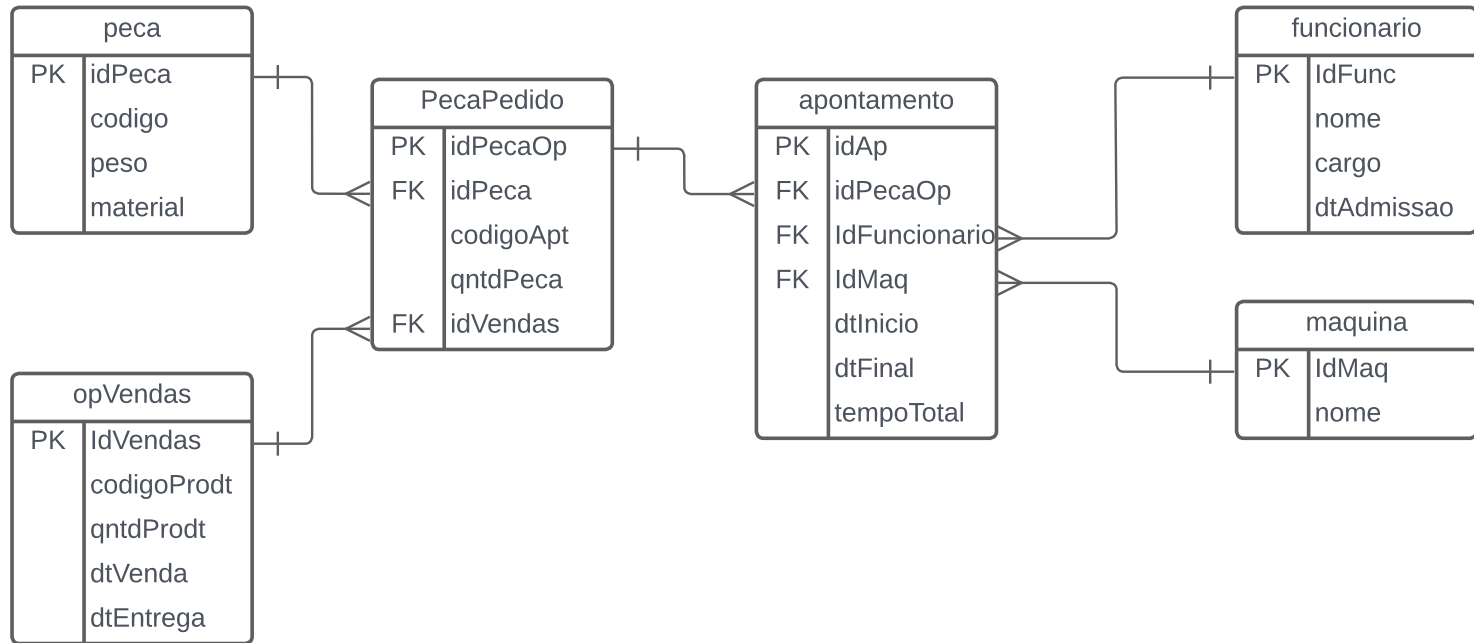 peca
PK idPeca
codigo
peso
material
opVendas
PK IdVendas
codigoProdt
qntdProdt
dtVenda
dtEntrega
PecaPedido
PK idPecaOp
FK idPeca
codigoApt
qntdPeca
FK idVendas
apontamento
PK idAp
FK idPecaOp
FK IdFuncionario
FK IdMaq
dtInicio
dtFinal
tempoTotal
funcionario
PK IdFunc
nome
cargo
dtAdmissao
maquina
PK IdMaq
nome